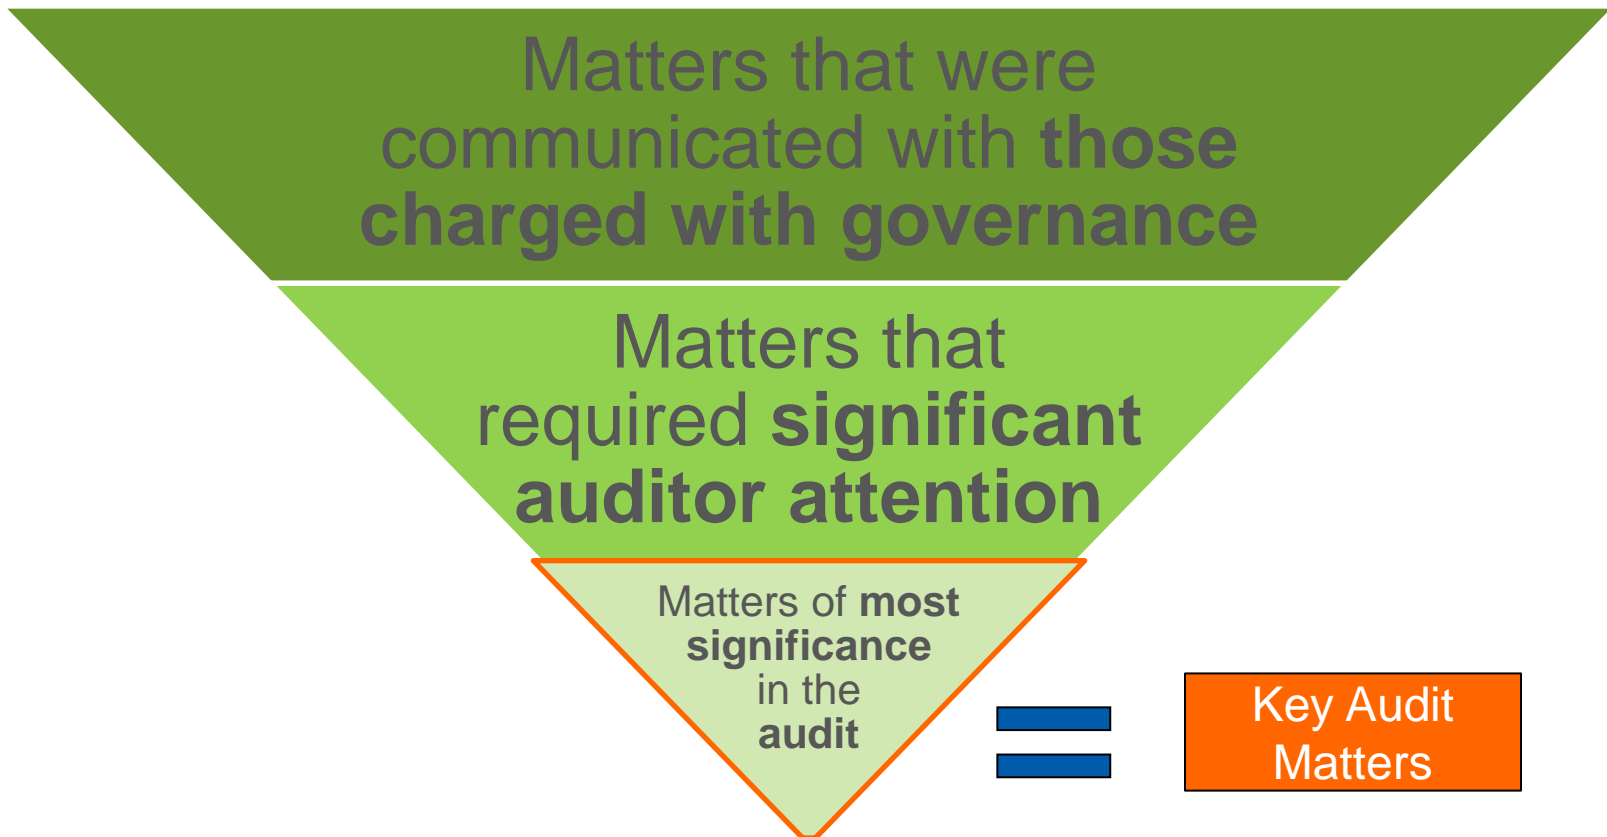 Matters that were
communicated with those
charged with governance
Matters that
required significant
auditor attention
Matters of most
significance
in the
audit
Key Audit
Matters